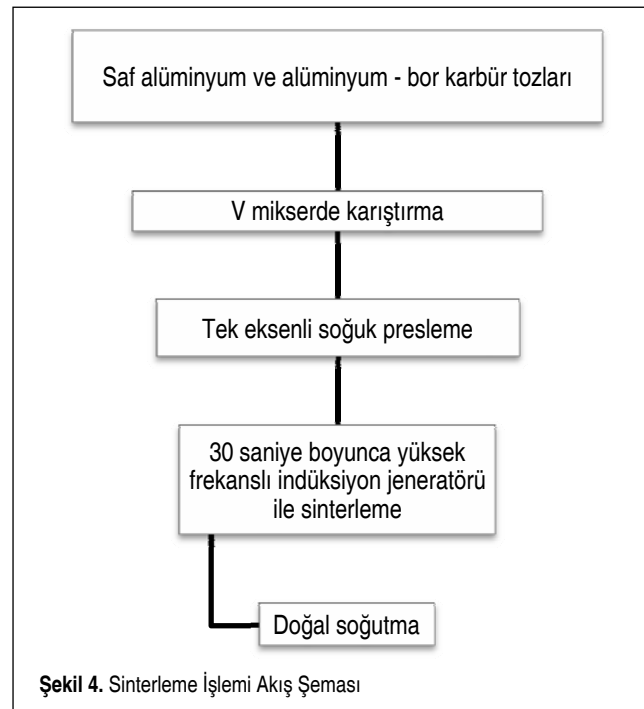 Saf alüminyum ve alüminyum - bor karbür tozları
V mikserde karıştırma
Tek eksenli soğuk presleme
30 saniye boyunca yüksek
frekanslı indüksiyon jeneratörü
ile sinterleme
Doğal soğutma
Şekil 4. Sinterleme İşlemi Akış Şeması